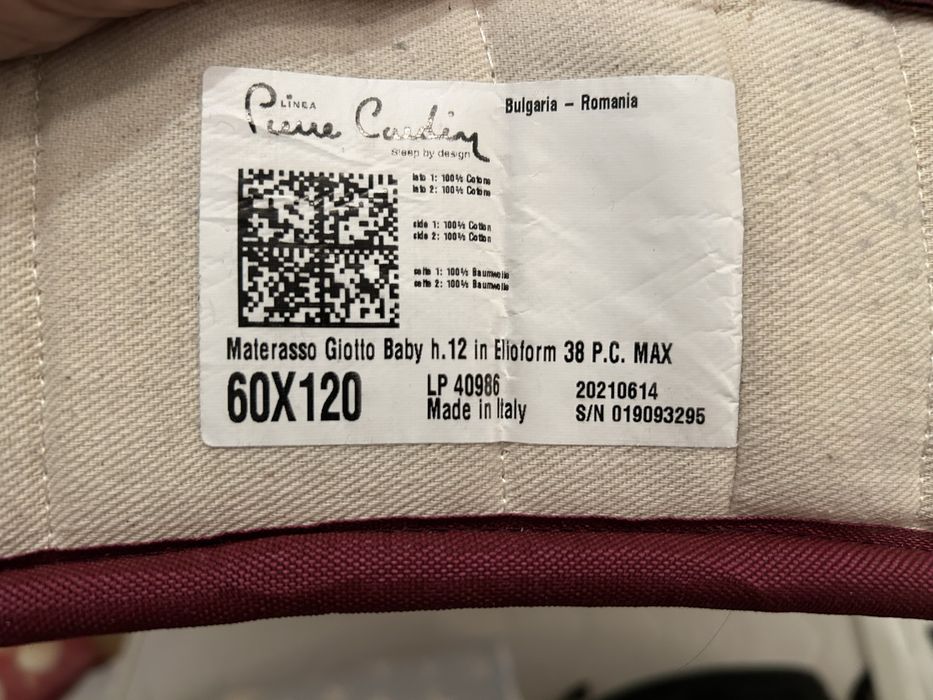 LINEA
Pierre Cardin
sleep by design
Bulgaria – Romania
lato 1: 100% Cotone
lato 2: 100% Cotone
side 1: 100% Cotton
side 2: 100% Cotton
seite 1: 100% Baumwolle
seite 2: 100% Baumwolle
Materasso Giotto Baby h.12 in Elioform 38 P.C. MAX
60X120
LP 40986
Made in Italy
20210614
S/N 019093295